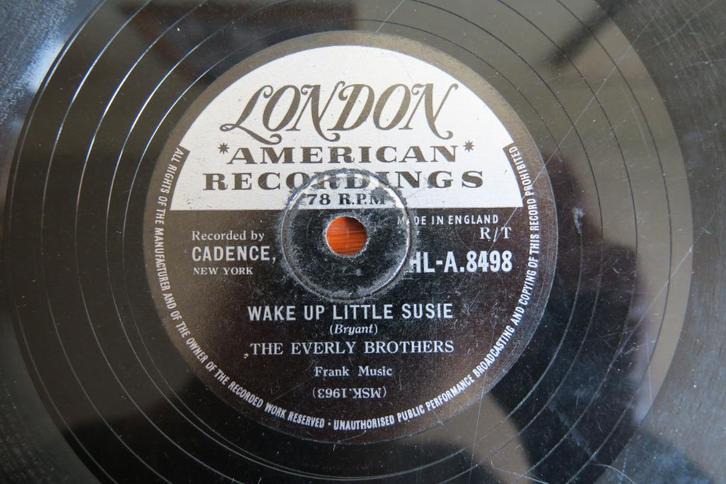 LONDON
*AMERICAN*
RECORDINGS
78 R.P.M
MADE IN ENGLAND
R/T
Recorded by
CADENCE,
NEW YORK
HL-A.8498
WAKE UP LITTLE SUSIE
(Bryant)
THE EVERLY BROTHERS
Frank Music
(MSK.1963)
ALL RIGHTS OF THE MANUFACTURER AND OF THE OWNER OF THE RECORDED WORK RESERVED · UNAUTHORISED PUBLIC PERFORMANCE BROADCASTING AND COPYING OF THIS RECORD PROHIBITED